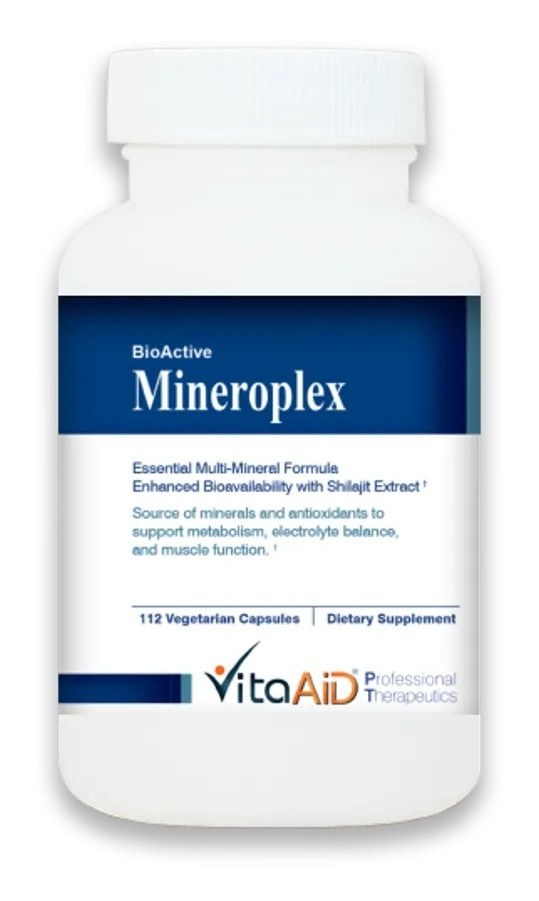 BioActive
Mineroplex
Essential Multi-Mineral Formula
Enhanced Bioavailability with Shilajit Extract †
Source of minerals and antioxidants to
support metabolism, electrolyte balance,
and muscle function. †
112 Vegetarian Capsules | Dietary Supplement
VitaAiD® Professional
Therapeutics